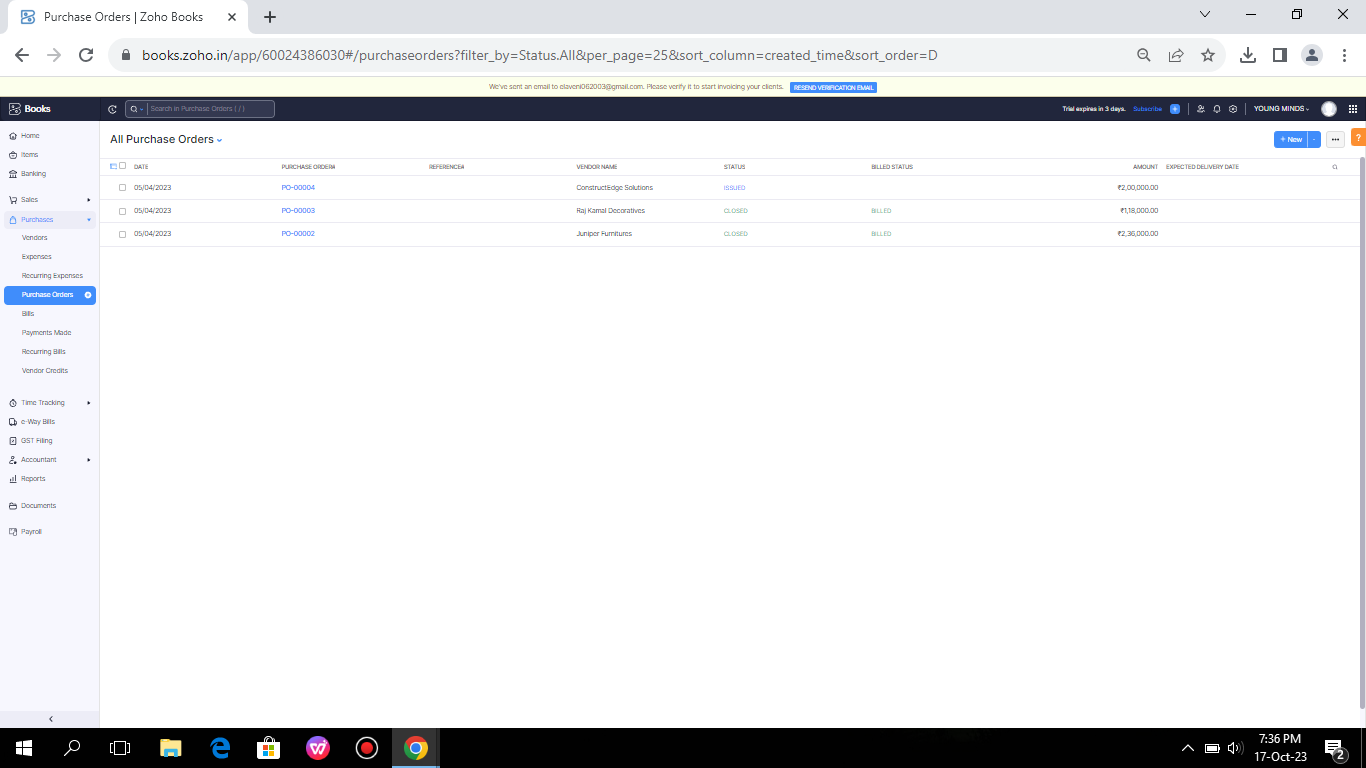 Purchase Orders | Zoho Books
books.zoho.in/app/60024386030#/purchaseorders?filter_by=Status.All&per_page=25&sort_column=created_time&sort_order=D
We've sent an email to elaveni062003@gmail.com. Please verify it to start invoicing your clients. RESEND VERIFICATION EMAIL
Books
Search in Purchase Orders ( / )
Trial expires in 3 days. Subscribe
YOUNG MINDS
Home
Items
Banking
Sales
Purchases
Vendors
Expenses
Recurring Expenses
Purchase Orders
Bills
Payments Made
Recurring Bills
Vendor Credits
Time Tracking
e-Way Bills
GST Filing
Accountant
Reports
Documents
Payroll
All Purchase Orders
+ New
?
DATE PURCHASE ORDER# REFERENCE# VENDOR NAME STATUS BILLED STATUS AMOUNT EXPECTED DELIVERY DATE
05/04/2023 PO-00004 ConstructEdge Solutions ISSUED ₹2,00,000.00
05/04/2023 PO-00003 Raj Kamal Decoratives CLOSED BILLED ₹1,18,000.00
05/04/2023 PO-00002 Juniper Furnitures CLOSED BILLED ₹2,36,000.00
7:36 PM
17-Oct-23
2